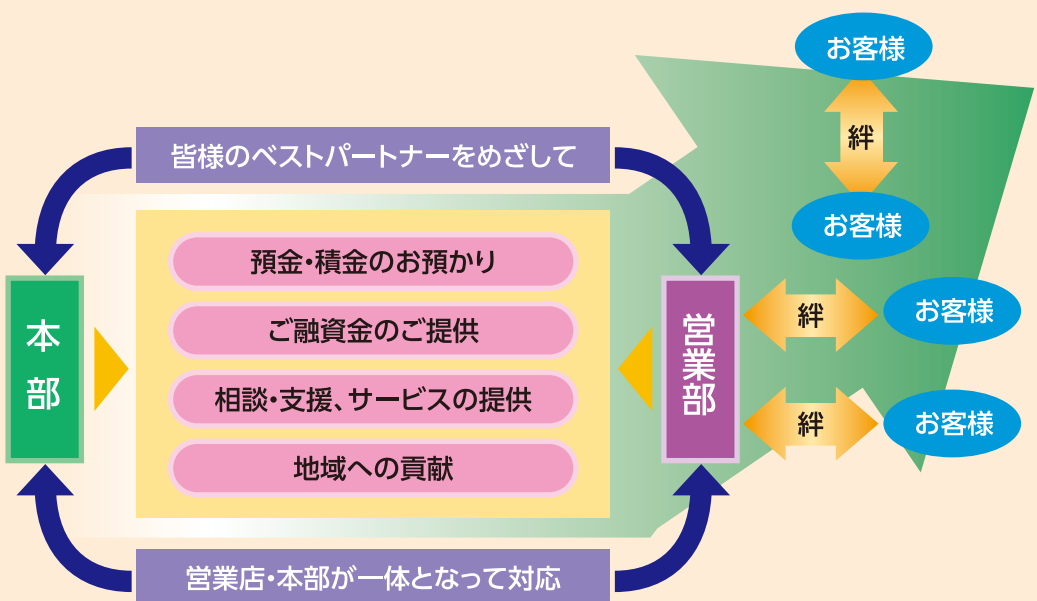 お客様
絆
皆様のベストパートナーをめざして
お客様
預金・積金のお預かり
本部
ご融資金のご提供
営業部
絆
お客様
相談・支援、サービスの提供
絆
お客様
地域への貢献
営業店・本部が一体となって対応